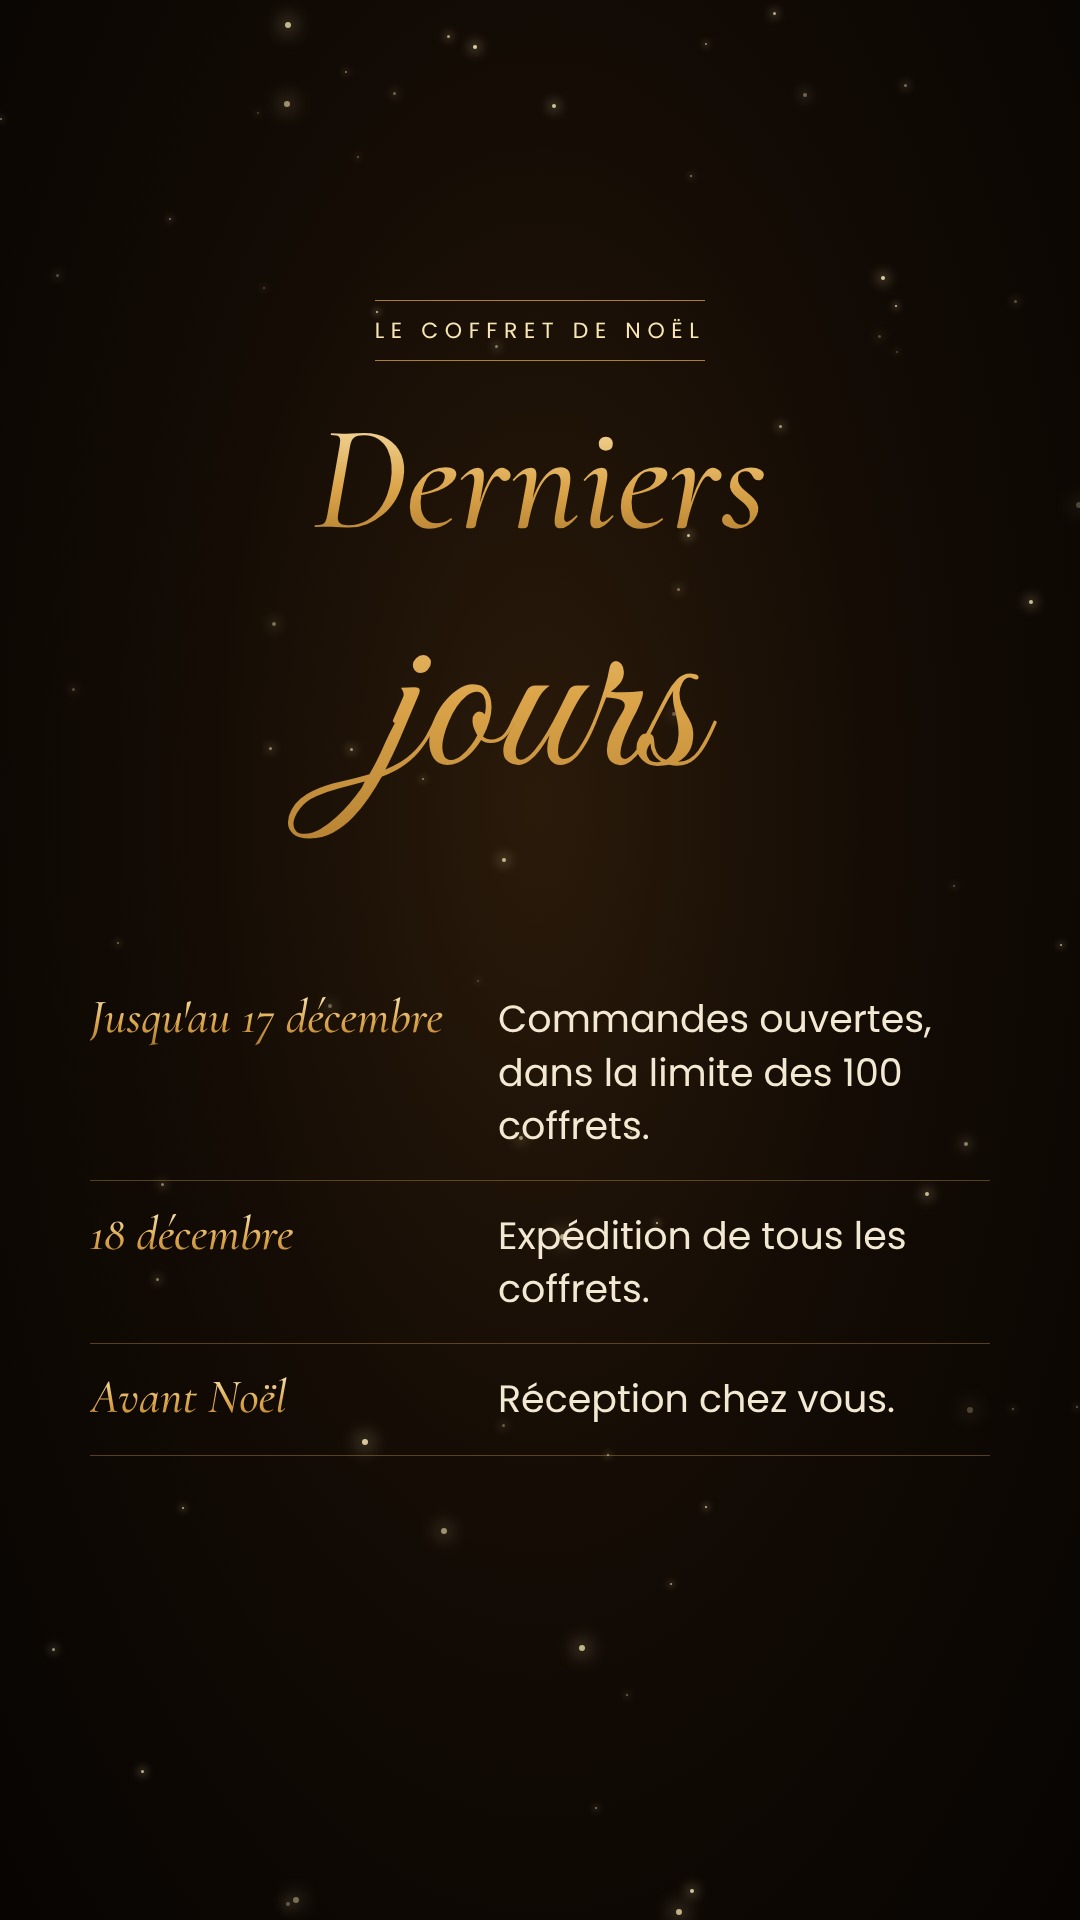 LE COFFRET DE NOËL
Derniers
jours
Jusqu'au 17 décembre
Commandes ouvertes,
dans la limite des 100
coffrets.
18 décembre
Expédition de tous les
coffrets.
Avant Noël
Réception chez vous.